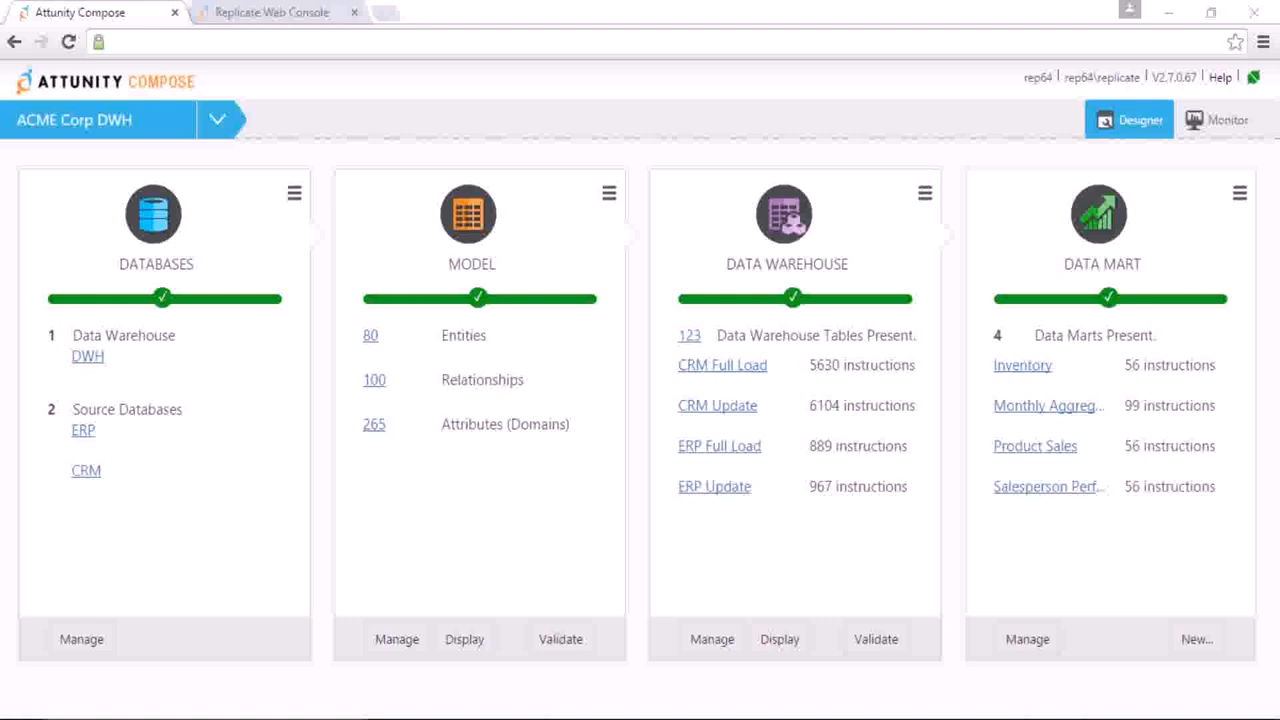 Attunity Compose
Replicate Web Console
ATTUNITY COMPOSE
rep64 | rep64\replicate | V2.7.0.67 | Help |
ACME Corp DWH
Designer
Monitor
DATABASES
1 Data Warehouse
DWH
2 Source Databases
ERP
CRM
Manage
MODEL
80 Entities
100 Relationships
265 Attributes (Domains)
Manage Display Validate
DATA WAREHOUSE
123 Data Warehouse Tables Present.
CRM Full Load 5630 instructions
CRM Update 6104 instructions
ERP Full Load 889 instructions
ERP Update 967 instructions
Manage Display Validate
DATA MART
4 Data Marts Present.
Inventory 56 instructions
Monthly Aggreg... 99 instructions
Product Sales 56 instructions
Salesperson Perf... 56 instructions
Manage New...